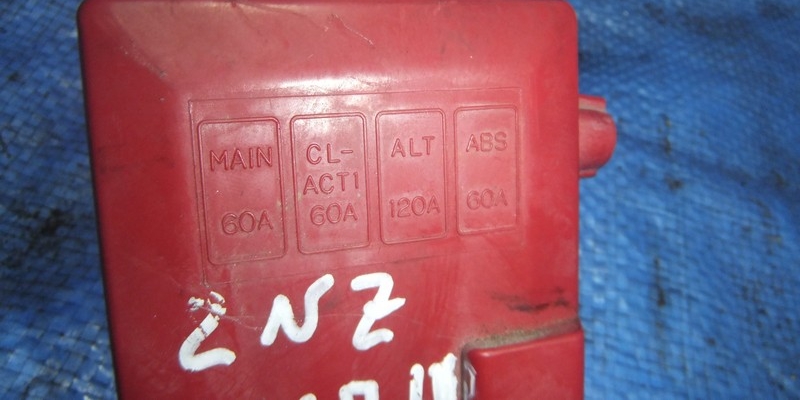 MAIN
60A
CL-
ACT1
60A
ALT
120A
ABS
60A
2NZ